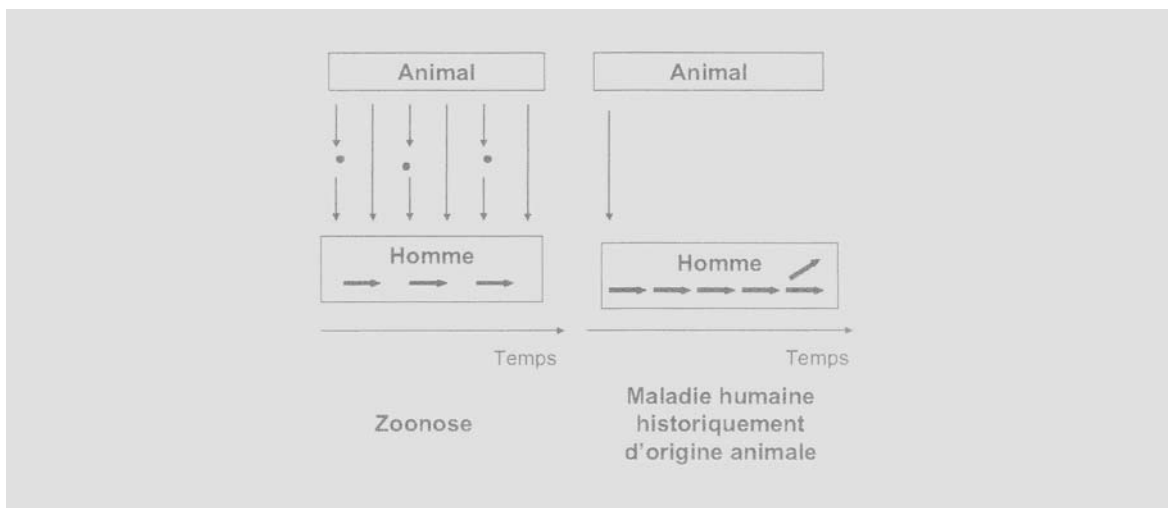 Animal
Animal
Homme
Homme
Temps
Temps
Zoonose
Maladie humaine
historiquement
d'origine animale